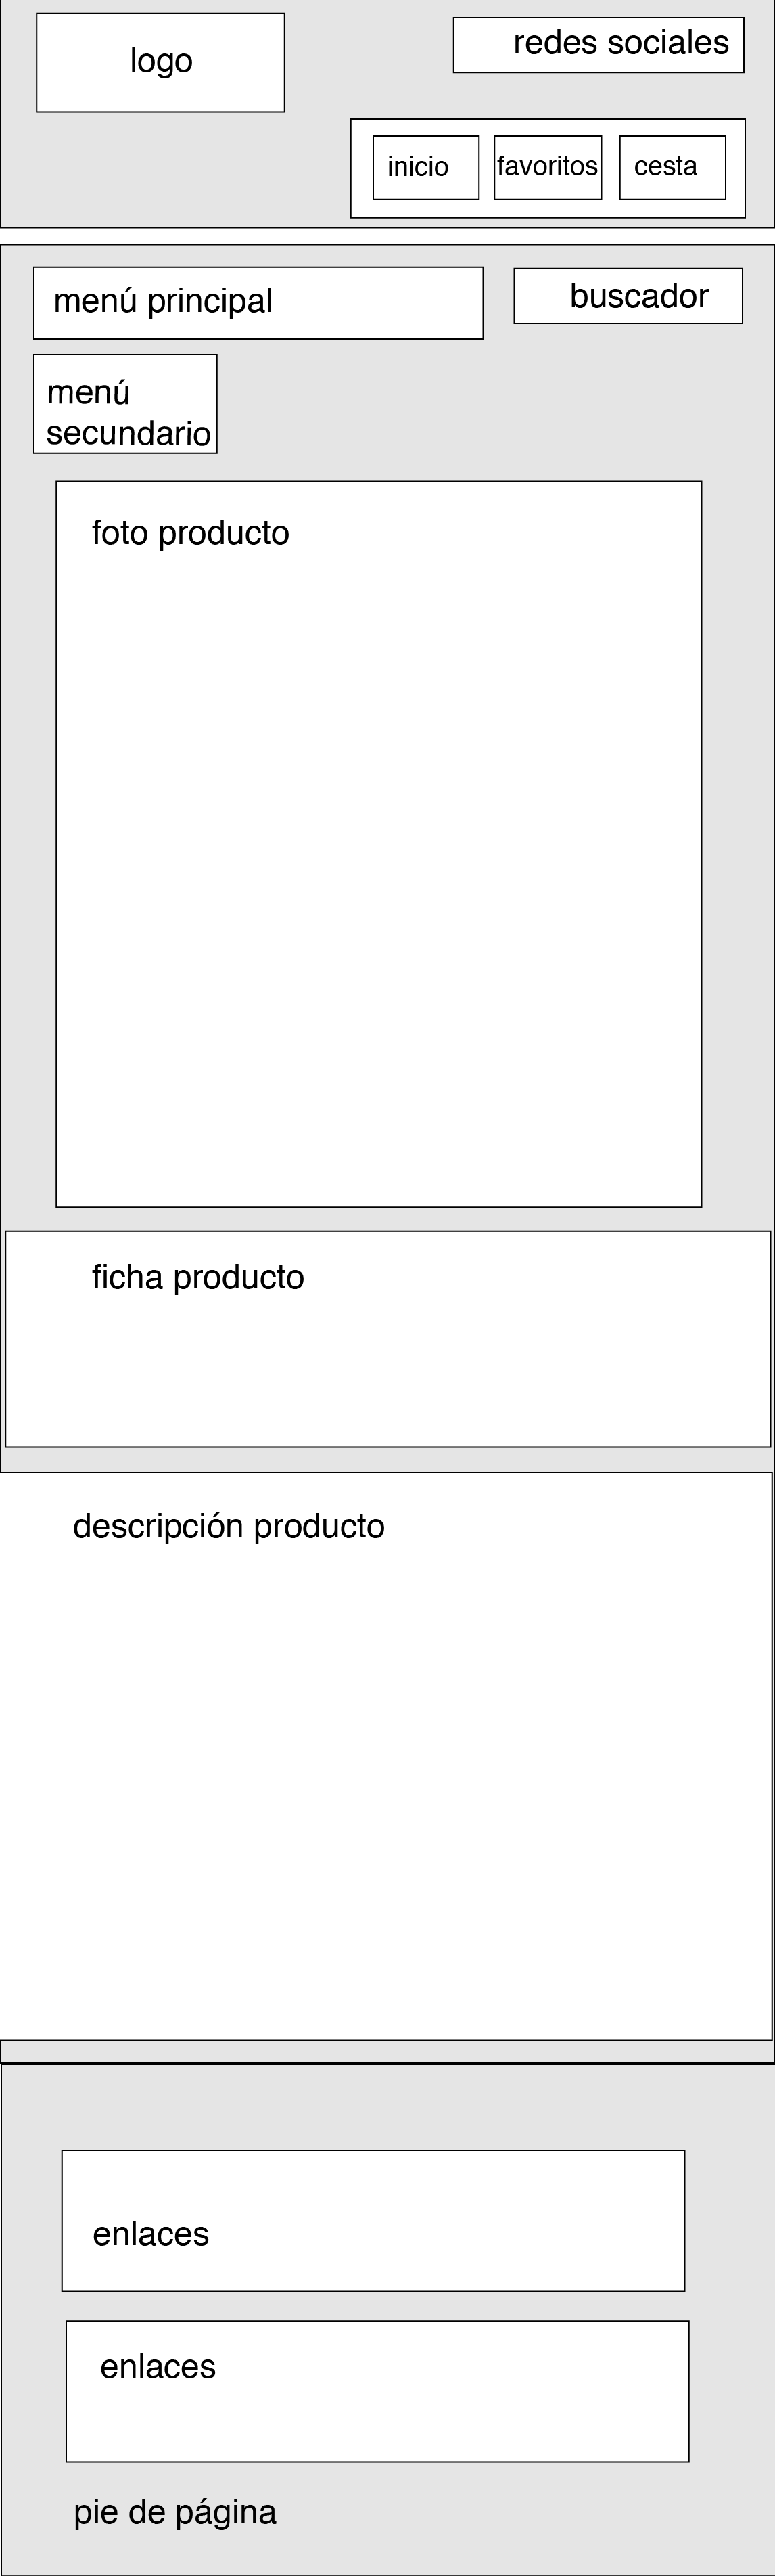 logo
redes sociales
inicio
favoritos
cesta
menú principal
buscador
menú
secundario
foto producto
ficha producto
descripción producto
enlaces
enlaces
pie de página